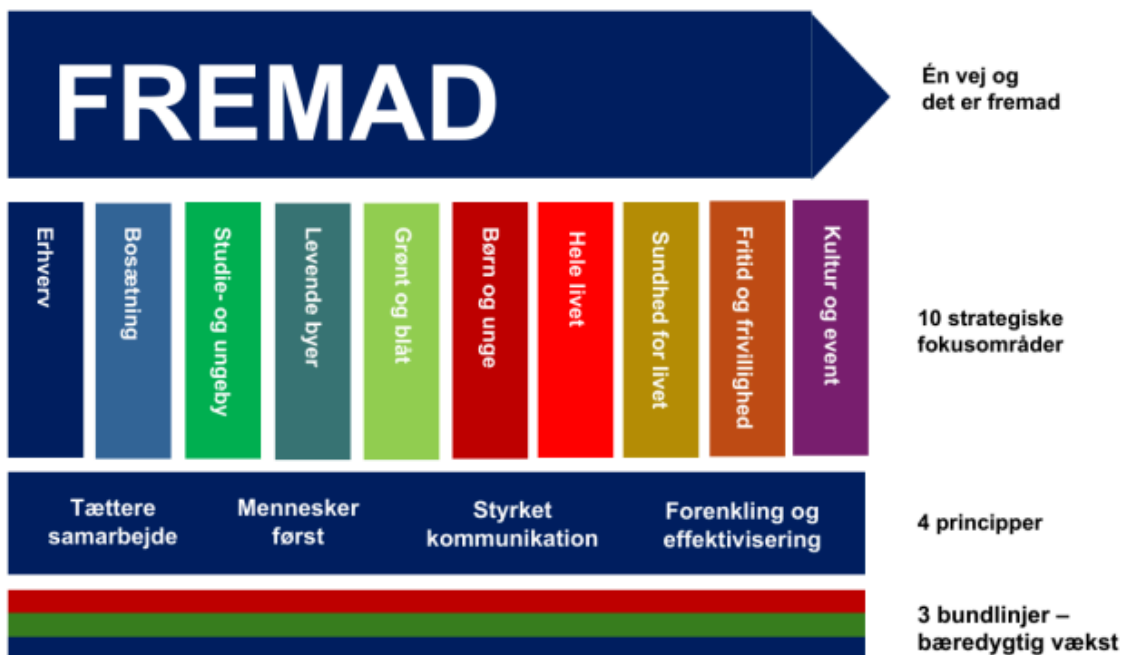 FREMAD
Én vej og
det er fremad
Erhverv
Bosætning
Studie- og ungeby
Levende byer
Grønt og blåt
Børn og unge
Hele livet
Sundhed for livet
Fritid og frivillighed
Kultur og event
10 strategiske
fokusområder
Tættere
samarbejde
Mennesker
først
Styrket
kommunikation
Forenkling og
effektivisering
4 principper
3 bundlinjer –
bæredygtig vækst